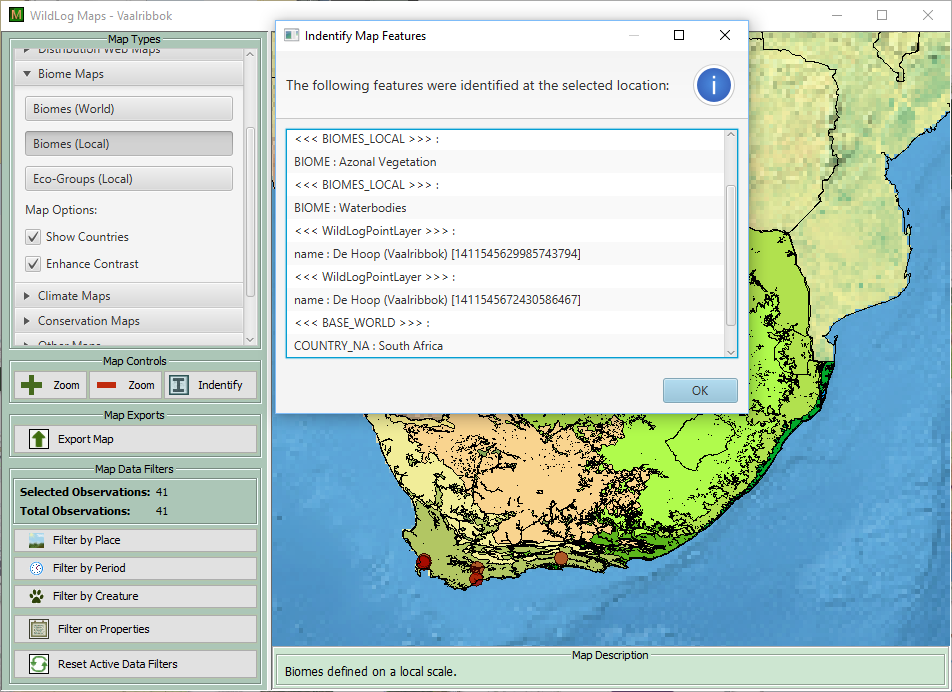 WildLog Maps - Vaalribbok
Map Types
Distribution Web Maps
Biome Maps
Biomes (World)
Biomes (Local)
Eco-Groups (Local)
Map Options:
Show Countries
Enhance Contrast
Climate Maps
Conservation Maps
Other Maps
Map Controls
Zoom
Zoom
Indentify
Map Exports
Export Map
Map Data Filters
Selected Observations: 41
Total Observations: 41
Filter by Place
Filter by Period
Filter by Creature
Filter on Properties
Reset Active Data Filters
Indentify Map Features
The following features were identified at the selected location:
<<< BIOMES_LOCAL >>> :
BIOME : Azonal Vegetation
<<< BIOMES_LOCAL >>> :
BIOME : Waterbodies
<<< WildLogPointLayer >>> :
name : De Hoop (Vaalribbok) [1411545629985743794]
<<< WildLogPointLayer >>> :
name : De Hoop (Vaalribbok) [1411545672430586467]
<<< BASE_WORLD >>> :
COUNTRY_NA : South Africa
OK
Map Description
Biomes defined on a local scale.